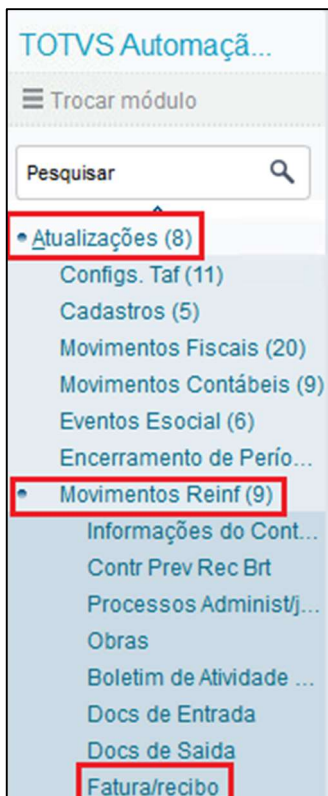 TOTVS Automaçã...
Trocar módulo
Pesquisar
Atualizações (8)
Configs. Taf (11)
Cadastros (5)
Movimentos Fiscais (20)
Movimentos Contábeis (9)
Eventos Esocial (6)
Encerramento de Perío...
Movimentos Reinf (9)
Informações do Cont...
Contr Prev Rec Brt
Processos Administ/j...
Obras
Boletim de Atividade ...
Docs de Entrada
Docs de Saida
Fatura/recibo